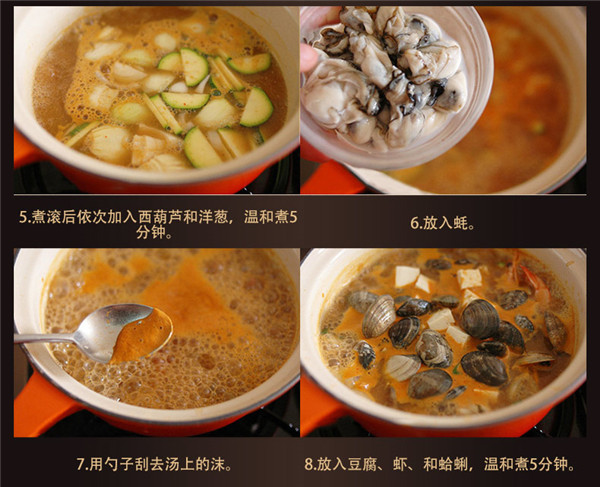 5.煮滚后依次加入西葫芦和洋葱，温和煮5
分钟。
6.放入蚝。
7.用勺子刮去汤上的沫。
8.放入豆腐、虾、和蛤蜊，温和煮5分钟。